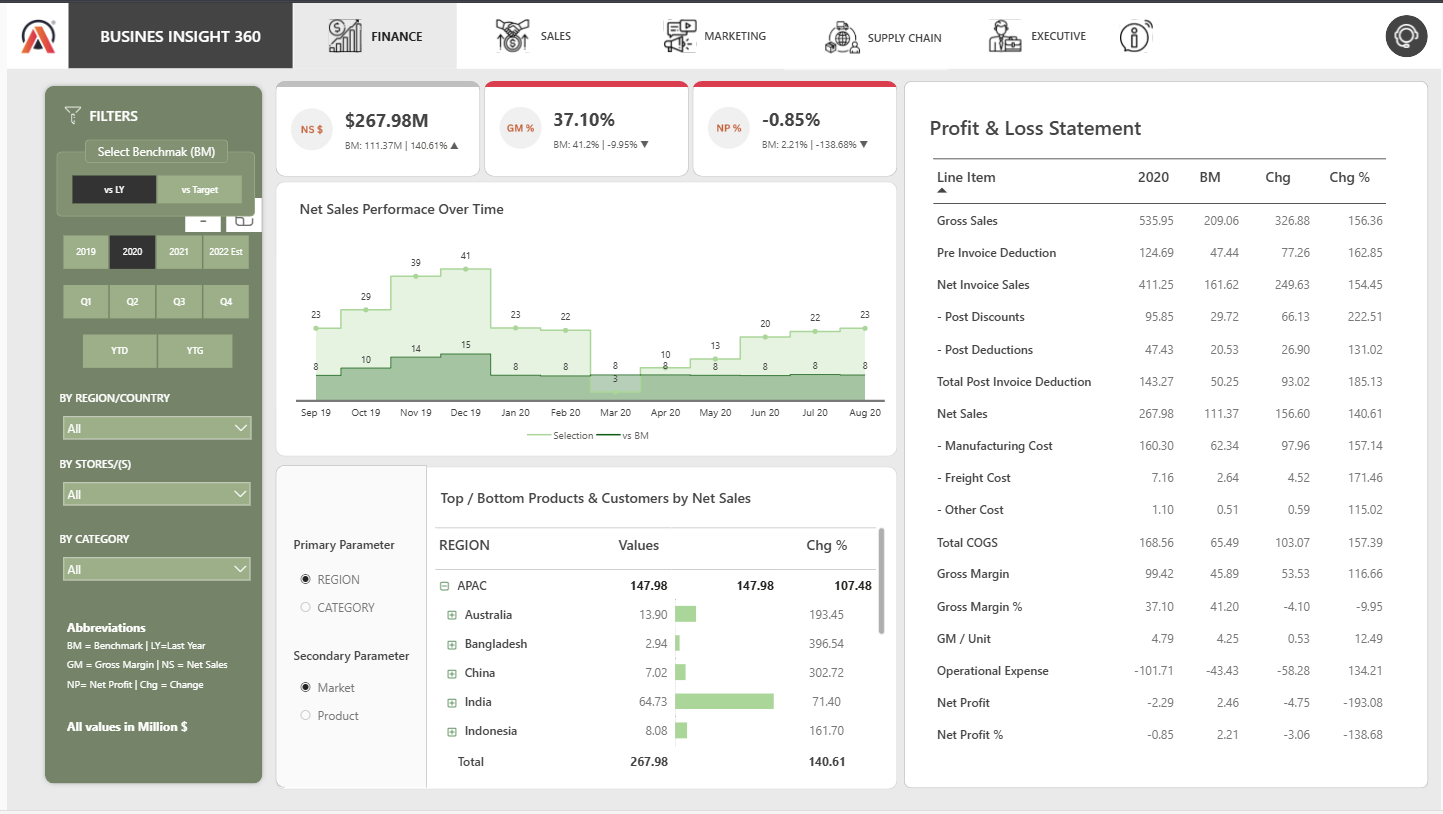 BUSINES INSIGHT 360
FINANCE
SALES
MARKETING
SUPPLY CHAIN
EXECUTIVE
FILTERS
Select Benchmak (BM)
vs LY vs Target
2019 2020 2021 2022 Est
Q1 Q2 Q3 Q4
YTD YTG
BY REGION/COUNTRY
All
BY STORES/(S)
All
BY CATEGORY
All
Abbreviations
BM = Benchmark | LY=Last Year
GM = Gross Margin | NS = Net Sales
NP= Net Profit | Chg = Change
All values in Million $
NS $
$267.98M
BM: 111.37M | 140.61% ▲
GM %
37.10%
BM: 41.2% | -9.95% ▼
NP %
-0.85%
BM: 2.21% | -138.68% ▼
Net Sales Performace Over Time
23 29 39 41 23 22 3 10 13 20 22 23
8 10 14 15 8 8 8 8 8 8 8 8
Sep 19 Oct 19 Nov 19 Dec 19 Jan 20 Feb 20 Mar 20 Apr 20 May 20 Jun 20 Jul 20 Aug 20
Selection vs BM
Primary Parameter
REGION
CATEGORY
Secondary Parameter
Market
Product
Top / Bottom Products & Customers by Net Sales
REGION Values Chg %
APAC 147.98 147.98 107.48
Australia 13.90 193.45
Bangladesh 2.94 396.54
China 7.02 302.72
India 64.73 71.40
Indonesia 8.08 161.70
Total 267.98 140.61
Profit & Loss Statement
Line Item 2020 BM Chg Chg %
Gross Sales 535.95 209.06 326.88 156.36
Pre Invoice Deduction 124.69 47.44 77.26 162.85
Net Invoice Sales 411.25 161.62 249.63 154.45
- Post Discounts 95.85 29.72 66.13 222.51
- Post Deductions 47.43 20.53 26.90 131.02
Total Post Invoice Deduction 143.27 50.25 93.02 185.13
Net Sales 267.98 111.37 156.60 140.61
- Manufacturing Cost 160.30 62.34 97.96 157.14
- Freight Cost 7.16 2.64 4.52 171.46
- Other Cost 1.10 0.51 0.59 115.02
Total COGS 168.56 65.49 103.07 157.39
Gross Margin 99.42 45.89 53.53 116.66
Gross Margin % 37.10 41.20 -4.10 -9.95
GM / Unit 4.79 4.25 0.53 12.49
Operational Expense -101.71 -43.43 -58.28 134.21
Net Profit -2.29 2.46 -4.75 -193.08
Net Profit % -0.85 2.21 -3.06 -138.68